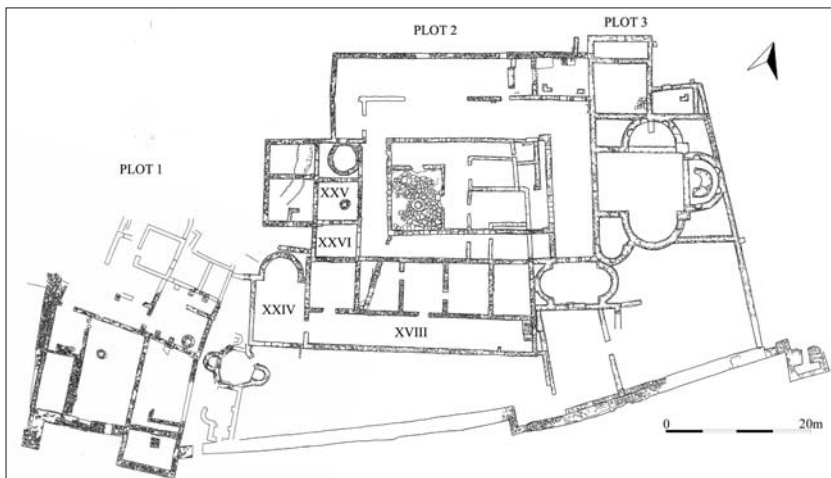 PLOT 2
PLOT 3
PLOT 1
XXV
XXVI
XXIV
XVIII
0 20m